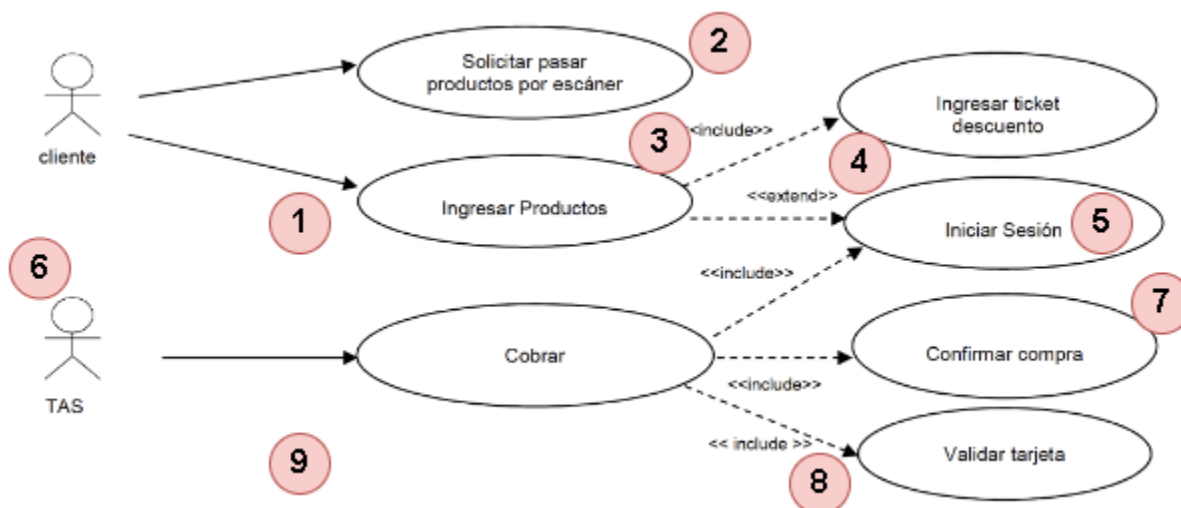 2
Solicitar pasar
productos por escáner
Ingresar ticket
descuento
cliente
3
<<include>>
4
1
Ingresar Productos
<<extend>>
Iniciar Sesión
5
6
<<include>>
7
TAS
Cobrar
Confirmar compra
<<include>>
<< include >>
Validar tarjeta
9
8